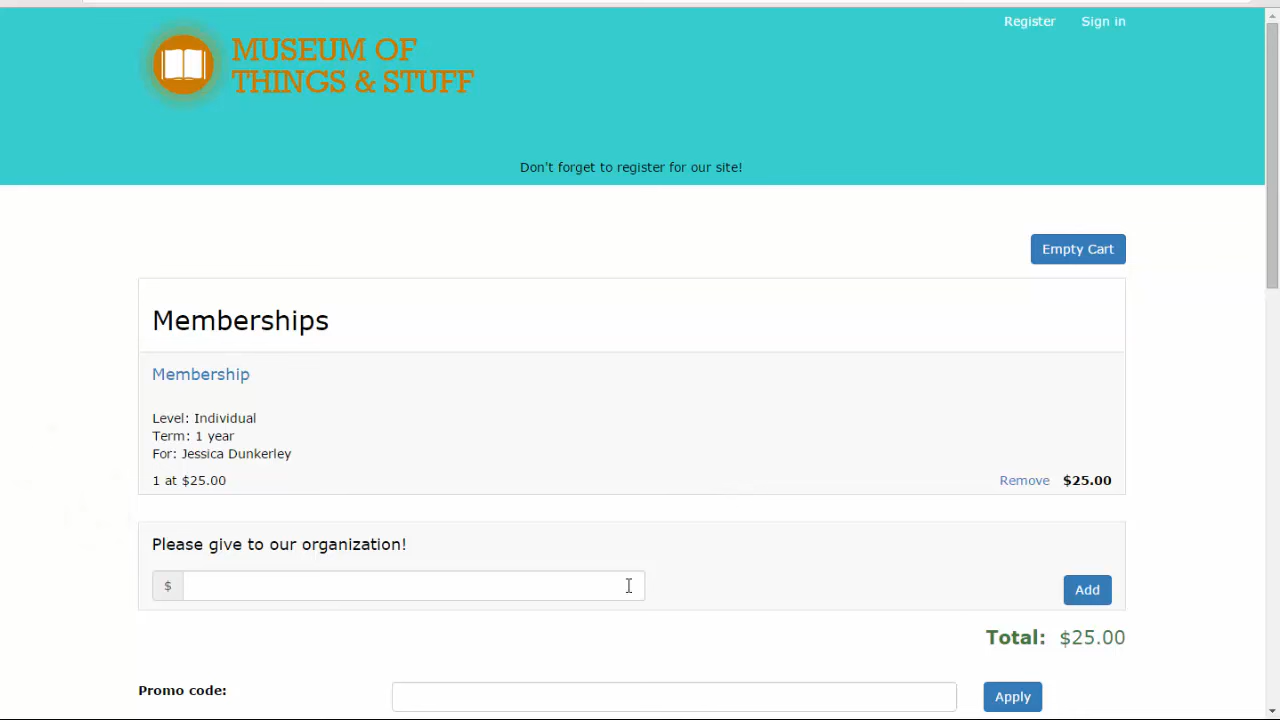 Register Sign in
MUSEUM OF
THINGS & STUFF
Don't forget to register for our site!
Empty Cart
Memberships
Membership
Level: Individual
Term: 1 year
For: Jessica Dunkerley
1 at $25.00 Remove $25.00
Please give to our organization!
$ Add
Total: $25.00
Promo code: Apply